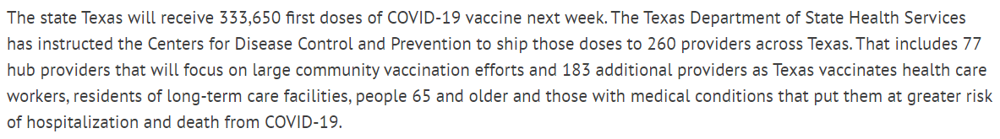 The state Texas will receive 333,650 first doses of COVID-19 vaccine next week. The Texas Department of State Health Services
has instructed the Centers for Disease Control and Prevention to ship those doses to 260 providers across Texas. That includes 77
hub providers that will focus on large community vaccination efforts and 183 additional providers as Texas vaccinates health care
workers, residents of long-term care facilities, people 65 and older and those with medical conditions that put them at greater risk
of hospitalization and death from COVID-19.